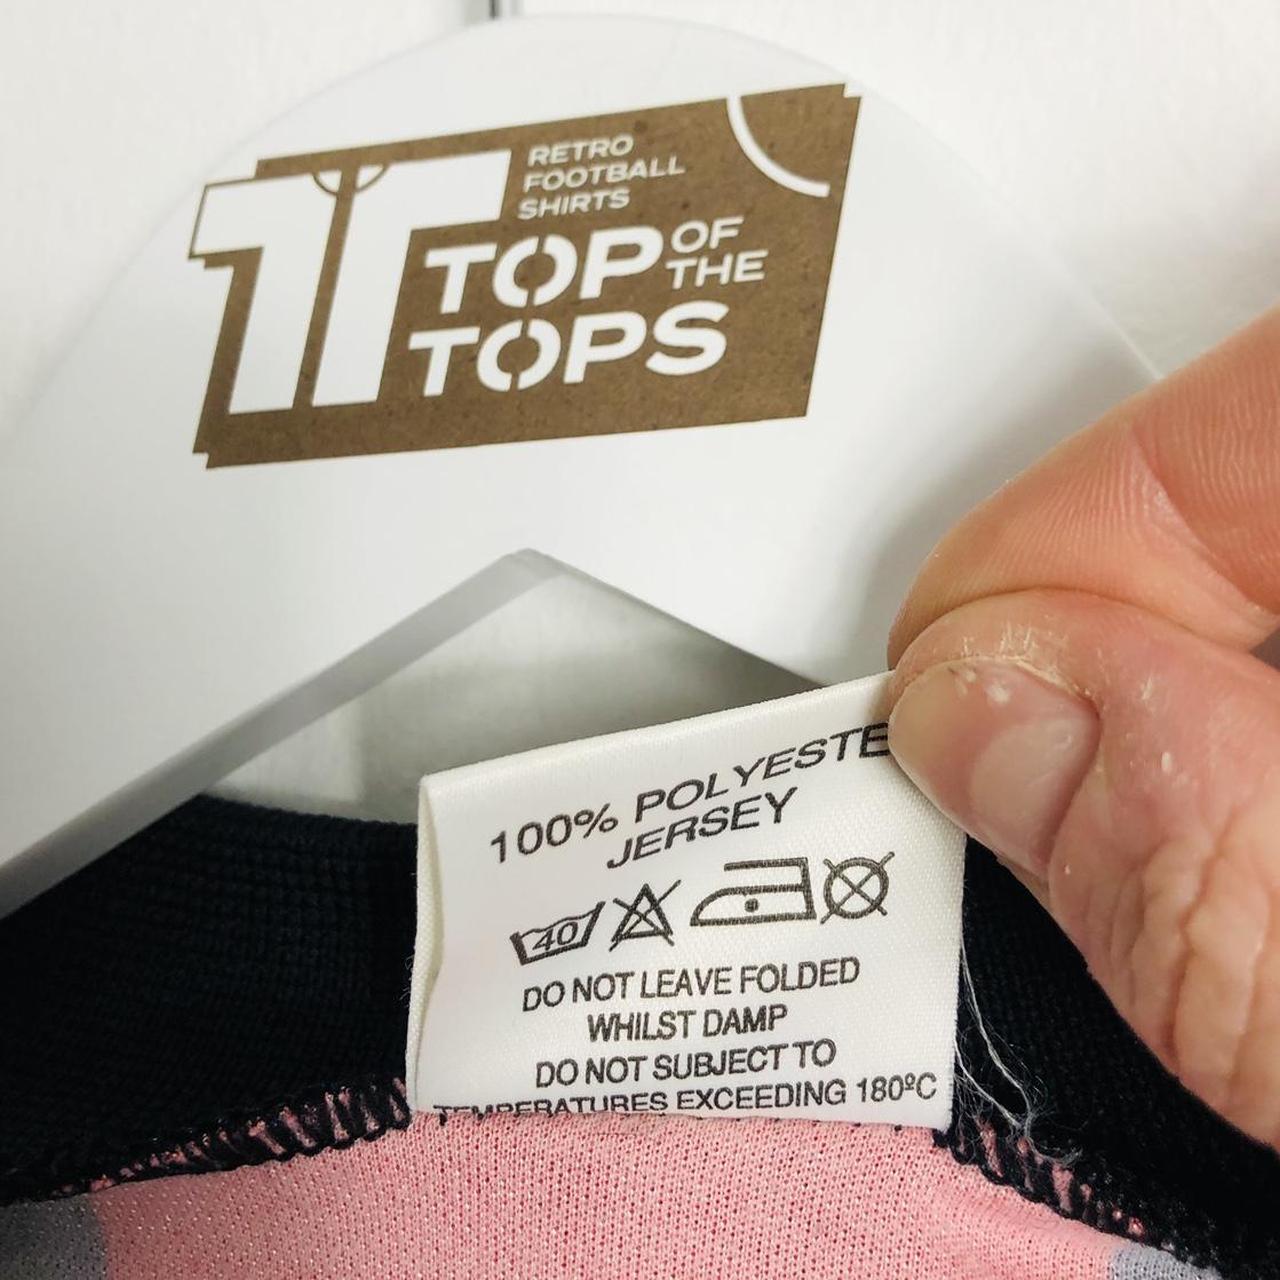 RETRO
FOOTBALL
SHIRTS
TOP OF THE
TOPS
100% POLYESTE
JERSEY
40
DO NOT LEAVE FOLDED
WHILST DAMP
DO NOT SUBJECT TO
TEMPERATURES EXCEEDING 180ºC